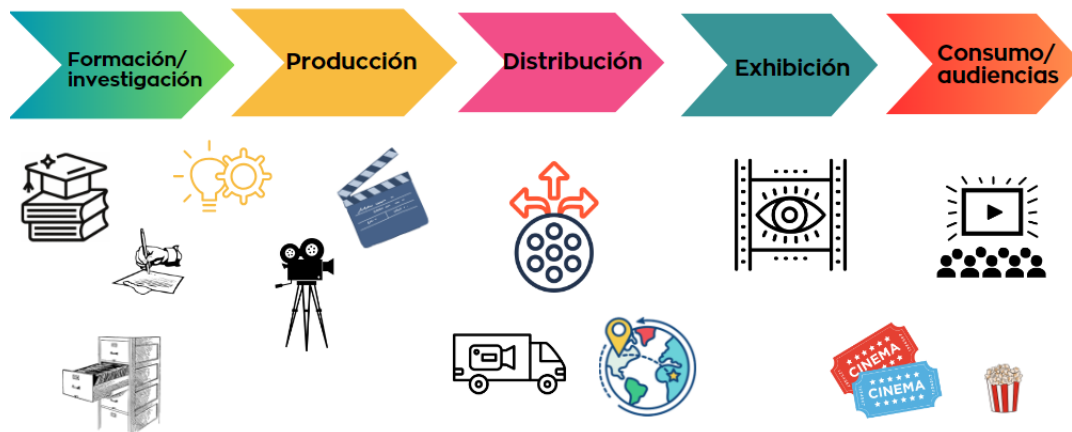 Formación/
investigación
Producción
Distribución
Exhibición
Consumo/
audiencias
CINEMA
CINEMA